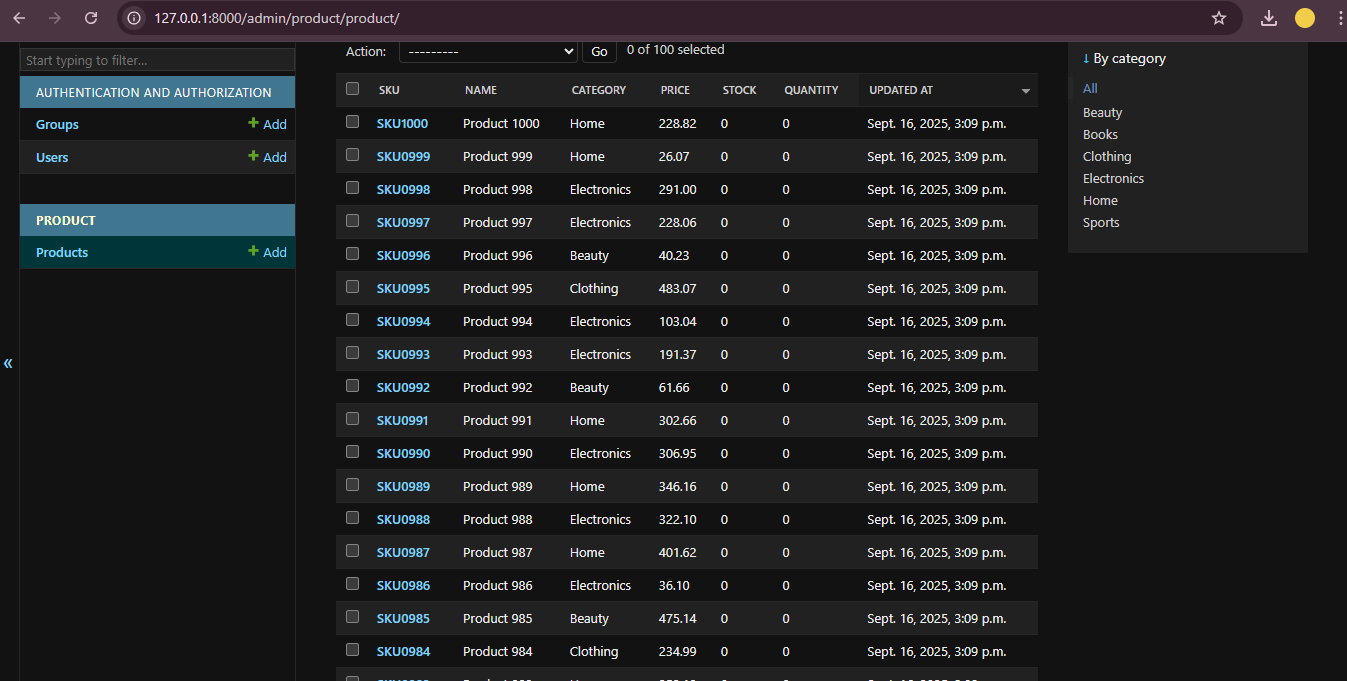 127.0.0.1:8000/admin/product/product/
Start typing to filter...
AUTHENTICATION AND AUTHORIZATION
Groups + Add
Users + Add
PRODUCT
Products + Add
«
Action: --------- Go 0 of 100 selected
SKU NAME CATEGORY PRICE STOCK QUANTITY UPDATED AT
SKU1000 Product 1000 Home 228.82 0 0 Sept. 16, 2025, 3:09 p.m.
SKU0999 Product 999 Home 26.07 0 0 Sept. 16, 2025, 3:09 p.m.
SKU0998 Product 998 Electronics 291.00 0 0 Sept. 16, 2025, 3:09 p.m.
SKU0997 Product 997 Electronics 228.06 0 0 Sept. 16, 2025, 3:09 p.m.
SKU0996 Product 996 Beauty 40.23 0 0 Sept. 16, 2025, 3:09 p.m.
SKU0995 Product 995 Clothing 483.07 0 0 Sept. 16, 2025, 3:09 p.m.
SKU0994 Product 994 Electronics 103.04 0 0 Sept. 16, 2025, 3:09 p.m.
SKU0993 Product 993 Electronics 191.37 0 0 Sept. 16, 2025, 3:09 p.m.
SKU0992 Product 992 Beauty 61.66 0 0 Sept. 16, 2025, 3:09 p.m.
SKU0991 Product 991 Home 302.66 0 0 Sept. 16, 2025, 3:09 p.m.
SKU0990 Product 990 Electronics 306.95 0 0 Sept. 16, 2025, 3:09 p.m.
SKU0989 Product 989 Home 346.16 0 0 Sept. 16, 2025, 3:09 p.m.
SKU0988 Product 988 Electronics 322.10 0 0 Sept. 16, 2025, 3:09 p.m.
SKU0987 Product 987 Home 401.62 0 0 Sept. 16, 2025, 3:09 p.m.
SKU0986 Product 986 Electronics 36.10 0 0 Sept. 16, 2025, 3:09 p.m.
SKU0985 Product 985 Beauty 475.14 0 0 Sept. 16, 2025, 3:09 p.m.
SKU0984 Product 984 Clothing 234.99 0 0 Sept. 16, 2025, 3:09 p.m.
↓ By category
All
Beauty
Books
Clothing
Electronics
Home
Sports